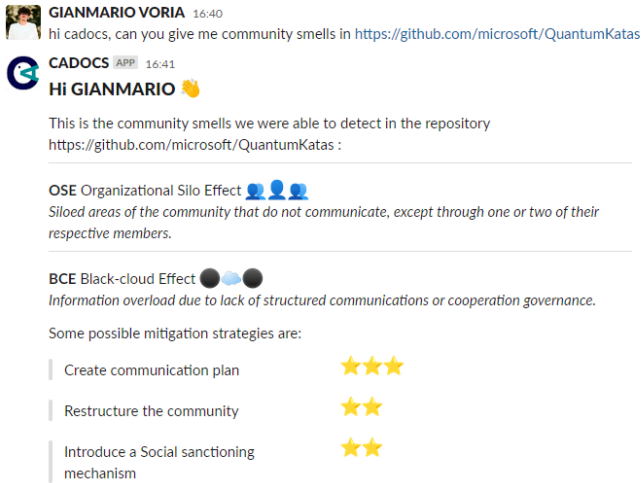 GIANMARIO VORIA 16:40
hi cadocs, can you give me community smells in https://github.com/microsoft/QuantumKatas
CADOCS APP 16:41
Hi GIANMARIO 👋
This is the community smells we were able to detect in the repository
https://github.com/microsoft/QuantumKatas :
OSE Organizational Silo Effect 👥👤👥
Siloed areas of the community that do not communicate, except through one or two of their
respective members.
BCE Black-cloud Effect ⚫☁️⚫
Information overload due to lack of structured communications or cooperation governance.
Some possible mitigation strategies are:
Create communication plan ⭐⭐⭐
Restructure the community ⭐⭐
Introduce a Social sanctioning ⭐⭐
mechanism